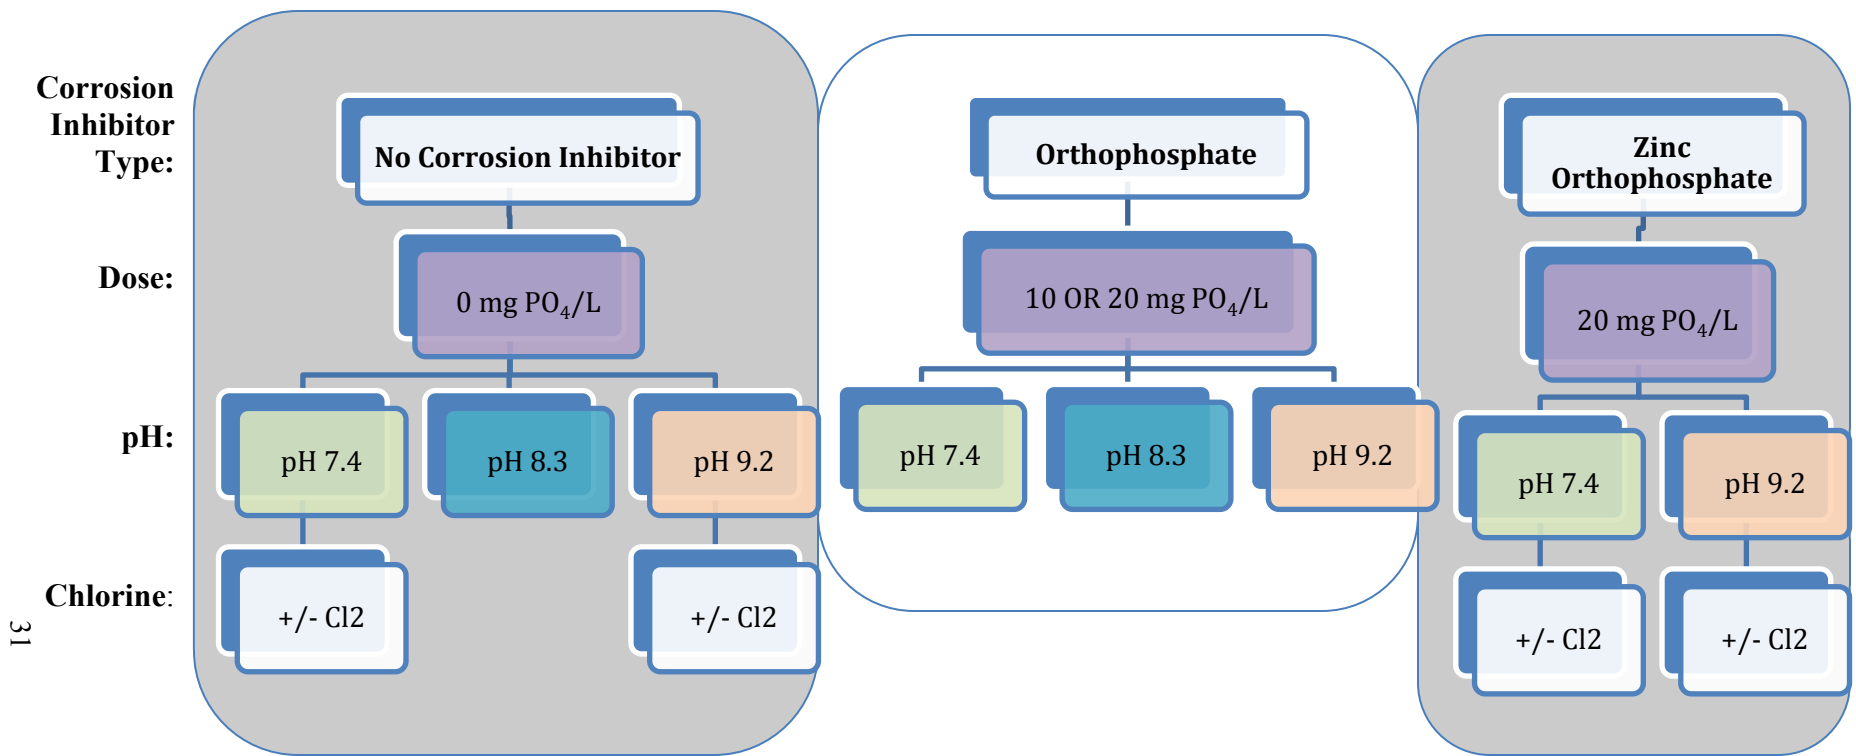 Corrosion
Inhibitor
Type:
No Corrosion Inhibitor
Orthophosphate
Zinc
Orthophosphate
Dose:
0 mg PO₄/L
10 OR 20 mg PO₄/L
20 mg PO₄/L
pH:
pH 7.4
pH 8.3
pH 9.2
pH 7.4
pH 8.3
pH 9.2
pH 7.4
pH 9.2
Chlorine:
+/- Cl2
+/- Cl2
+/- Cl2
+/- Cl2
31